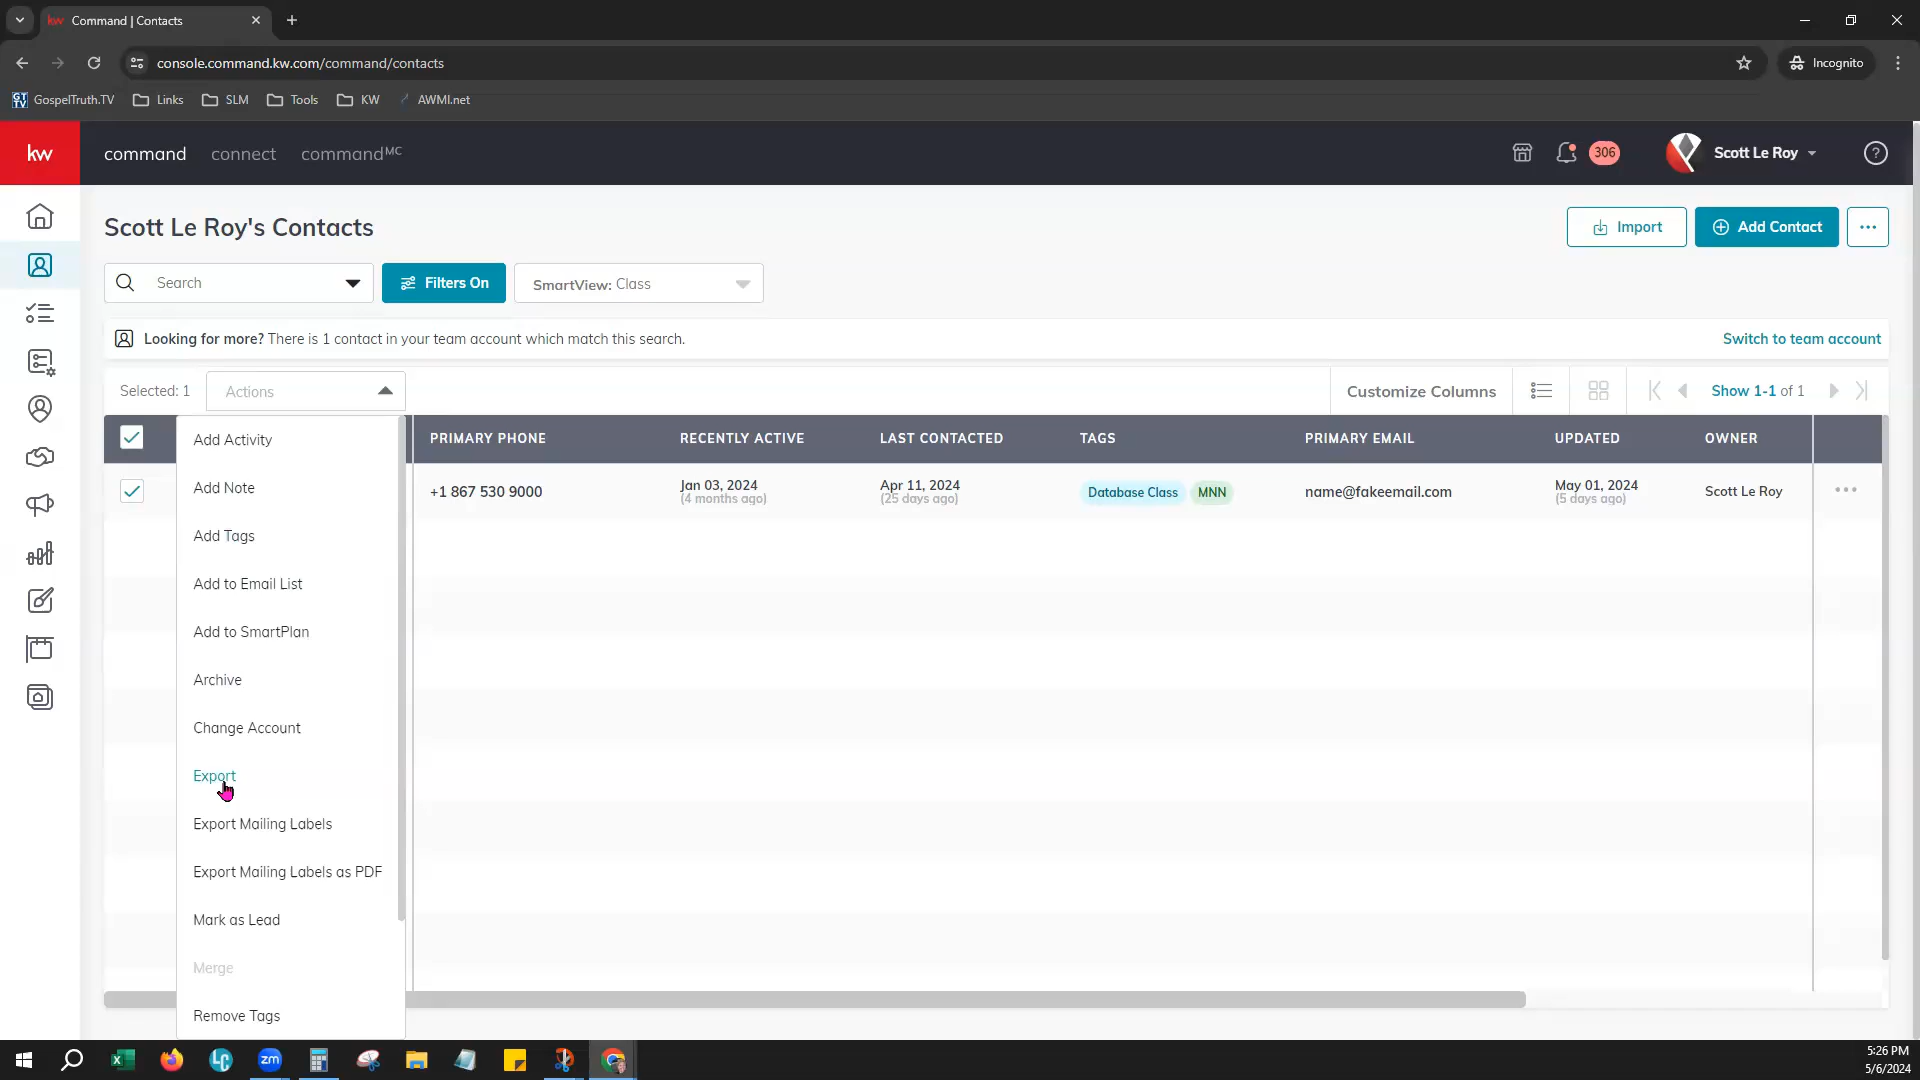 Command | Contacts
console.command.kw.com/command/contacts
Incognito
GospelTruth.TV
Links
SLM
Tools
KW
AWMI.net
kw
command
connect
commandMC
306
Scott Le Roy
Scott Le Roy's Contacts
Import
Add Contact
Search
Filters On
SmartView: Class
Looking for more? There is 1 contact in your team account which match this search.
Switch to team account
Selected: 1
Actions
Customize Columns
Show 1-1 of 1
PRIMARY PHONE
RECENTLY ACTIVE
LAST CONTACTED
TAGS
PRIMARY EMAIL
UPDATED
OWNER
+1 867 530 9000
Jan 03, 2024
(4 months ago)
Apr 11, 2024
(25 days ago)
Database Class
MNN
name@fakeemail.com
May 01, 2024
(5 days ago)
Scott Le Roy
Add Activity
Add Note
Add Tags
Add to Email List
Add to SmartPlan
Archive
Change Account
Export
Export Mailing Labels
Export Mailing Labels as PDF
Mark as Lead
Merge
Remove Tags
5:26 PM
5/6/2024